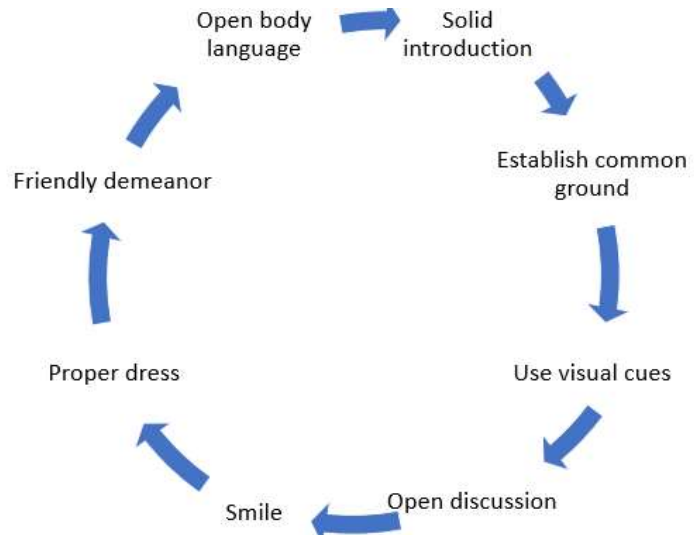 Open body
language
Solid
introduction
Establish common
ground
Use visual cues
Open discussion
Smile
Proper dress
Friendly demeanor